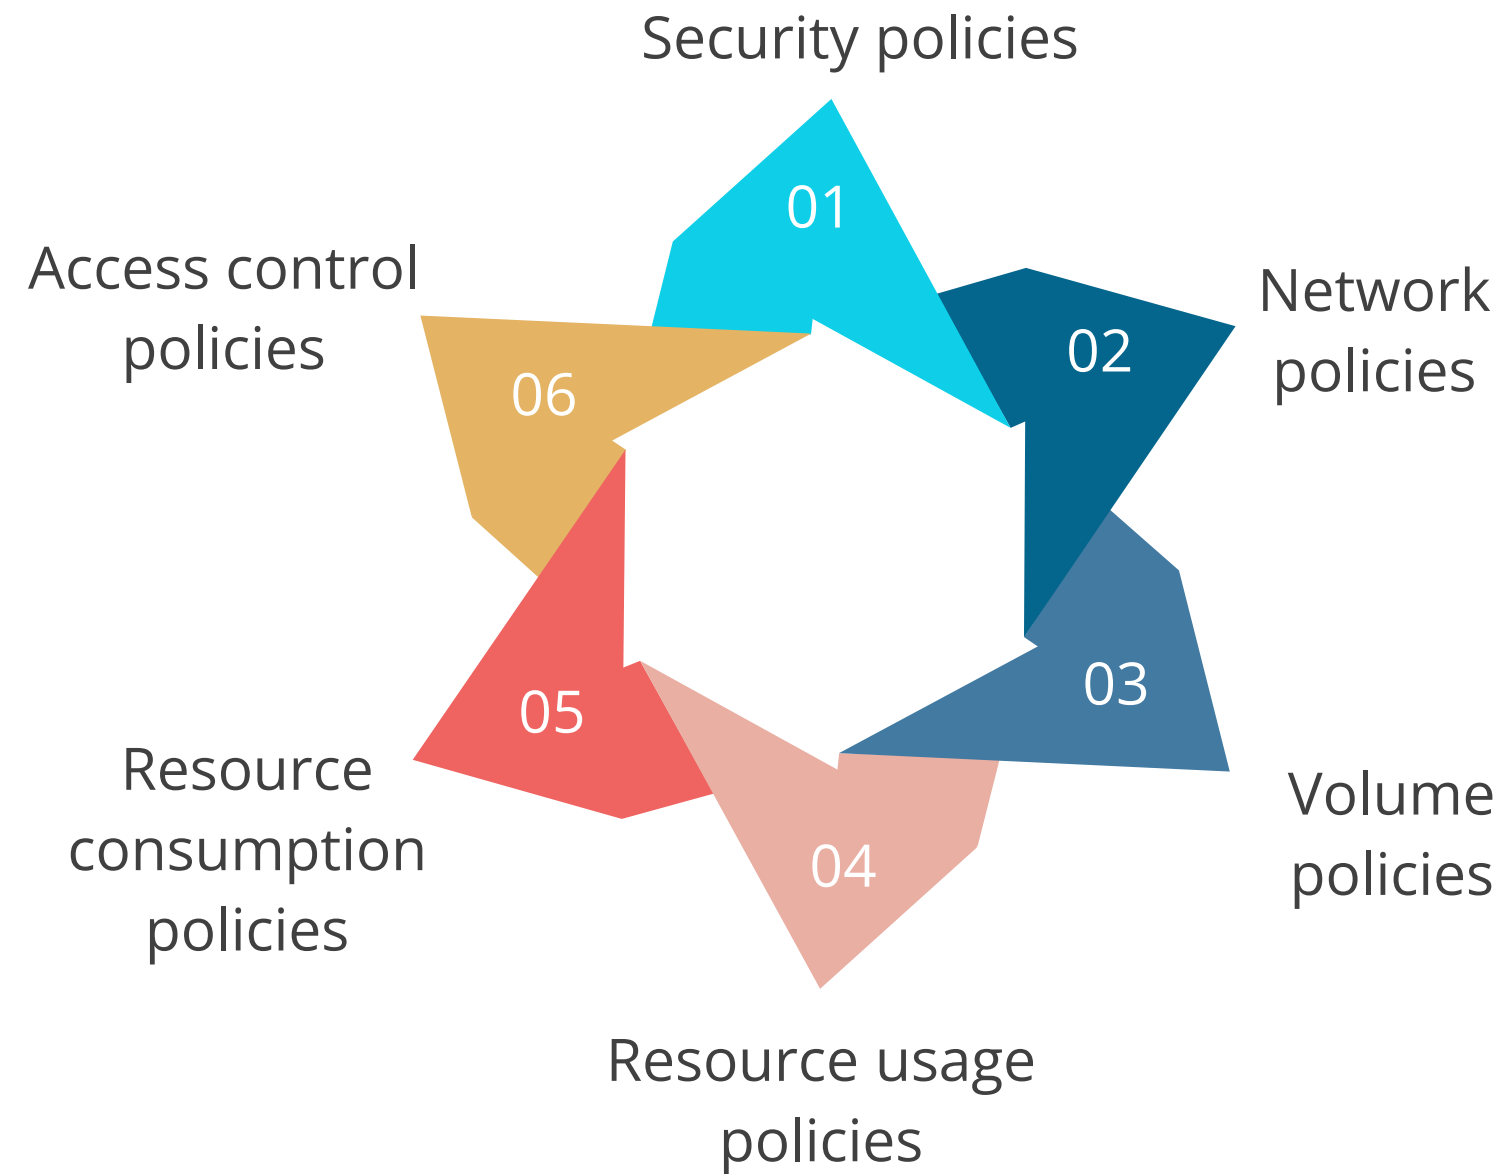 Security policies
01
Network
policies
02
Volume
policies
03
Resource usage
policies
04
Resource
consumption
policies
05
Access control
policies
06